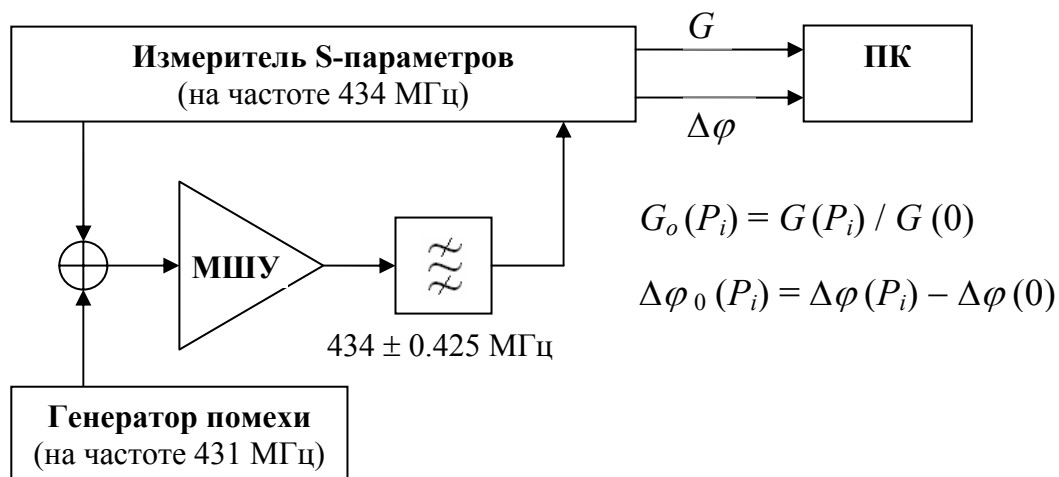 Измеритель S-параметров
(на частоте 434 МГц)
G
Δφ
ПК
МШУ
434 ± 0.425 МГц
Gₒ(Pᵢ) = G(Pᵢ) / G(0)
Δφ₀(Pᵢ) = Δφ(Pᵢ) − Δφ(0)
Генератор помехи
(на частоте 431 МГц)